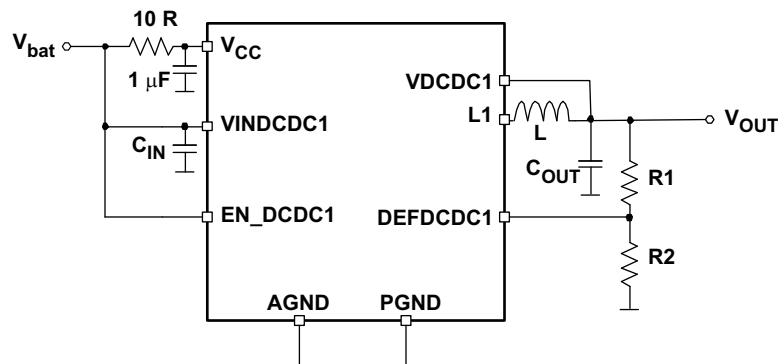 10 R
V_bat
V_CC
1 μF
VDCDC1
L1
L
V_OUT
VINDCDC1
C_IN
C_OUT
R1
EN_DCDC1
DEFDCDC1
R2
AGND
PGND